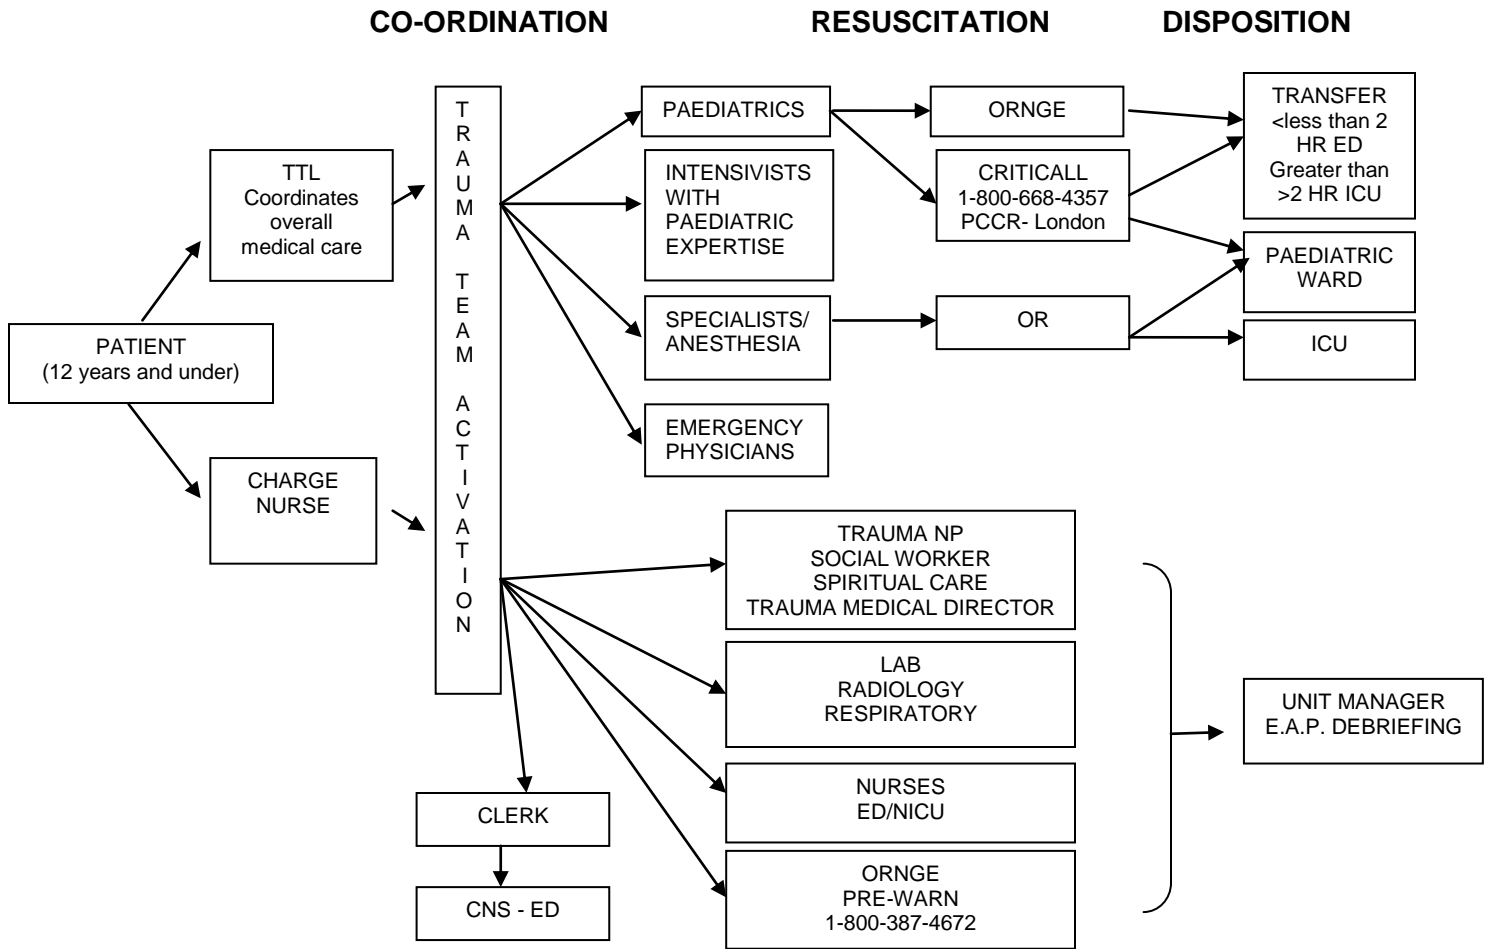 CO-ORDINATION
RESUSCITATION
DISPOSITION
PATIENT
(12 years and under)
TTL
Coordinates
overall
medical care
CHARGE
NURSE
T
R
A
U
M
A
T
E
A
M
A
C
T
I
V
A
T
I
O
N
PAEDIATRICS
INTENSIVISTS
WITH
PAEDIATRIC
EXPERTISE
SPECIALISTS/
ANESTHESIA
EMERGENCY
PHYSICIANS
ORNGE
CRITICALL
1-800-668-4357
PCCR- London
OR
TRANSFER
<less than 2
HR ED
Greater than
>2 HR ICU
PAEDIATRIC
WARD
ICU
TRAUMA NP
SOCIAL WORKER
SPIRITUAL CARE
TRAUMA MEDICAL DIRECTOR
LAB
RADIOLOGY
RESPIRATORY
NURSES
ED/NICU
ORNGE
PRE-WARN
1-800-387-4672
CLERK
CNS - ED
UNIT MANAGER
E.A.P. DEBRIEFING